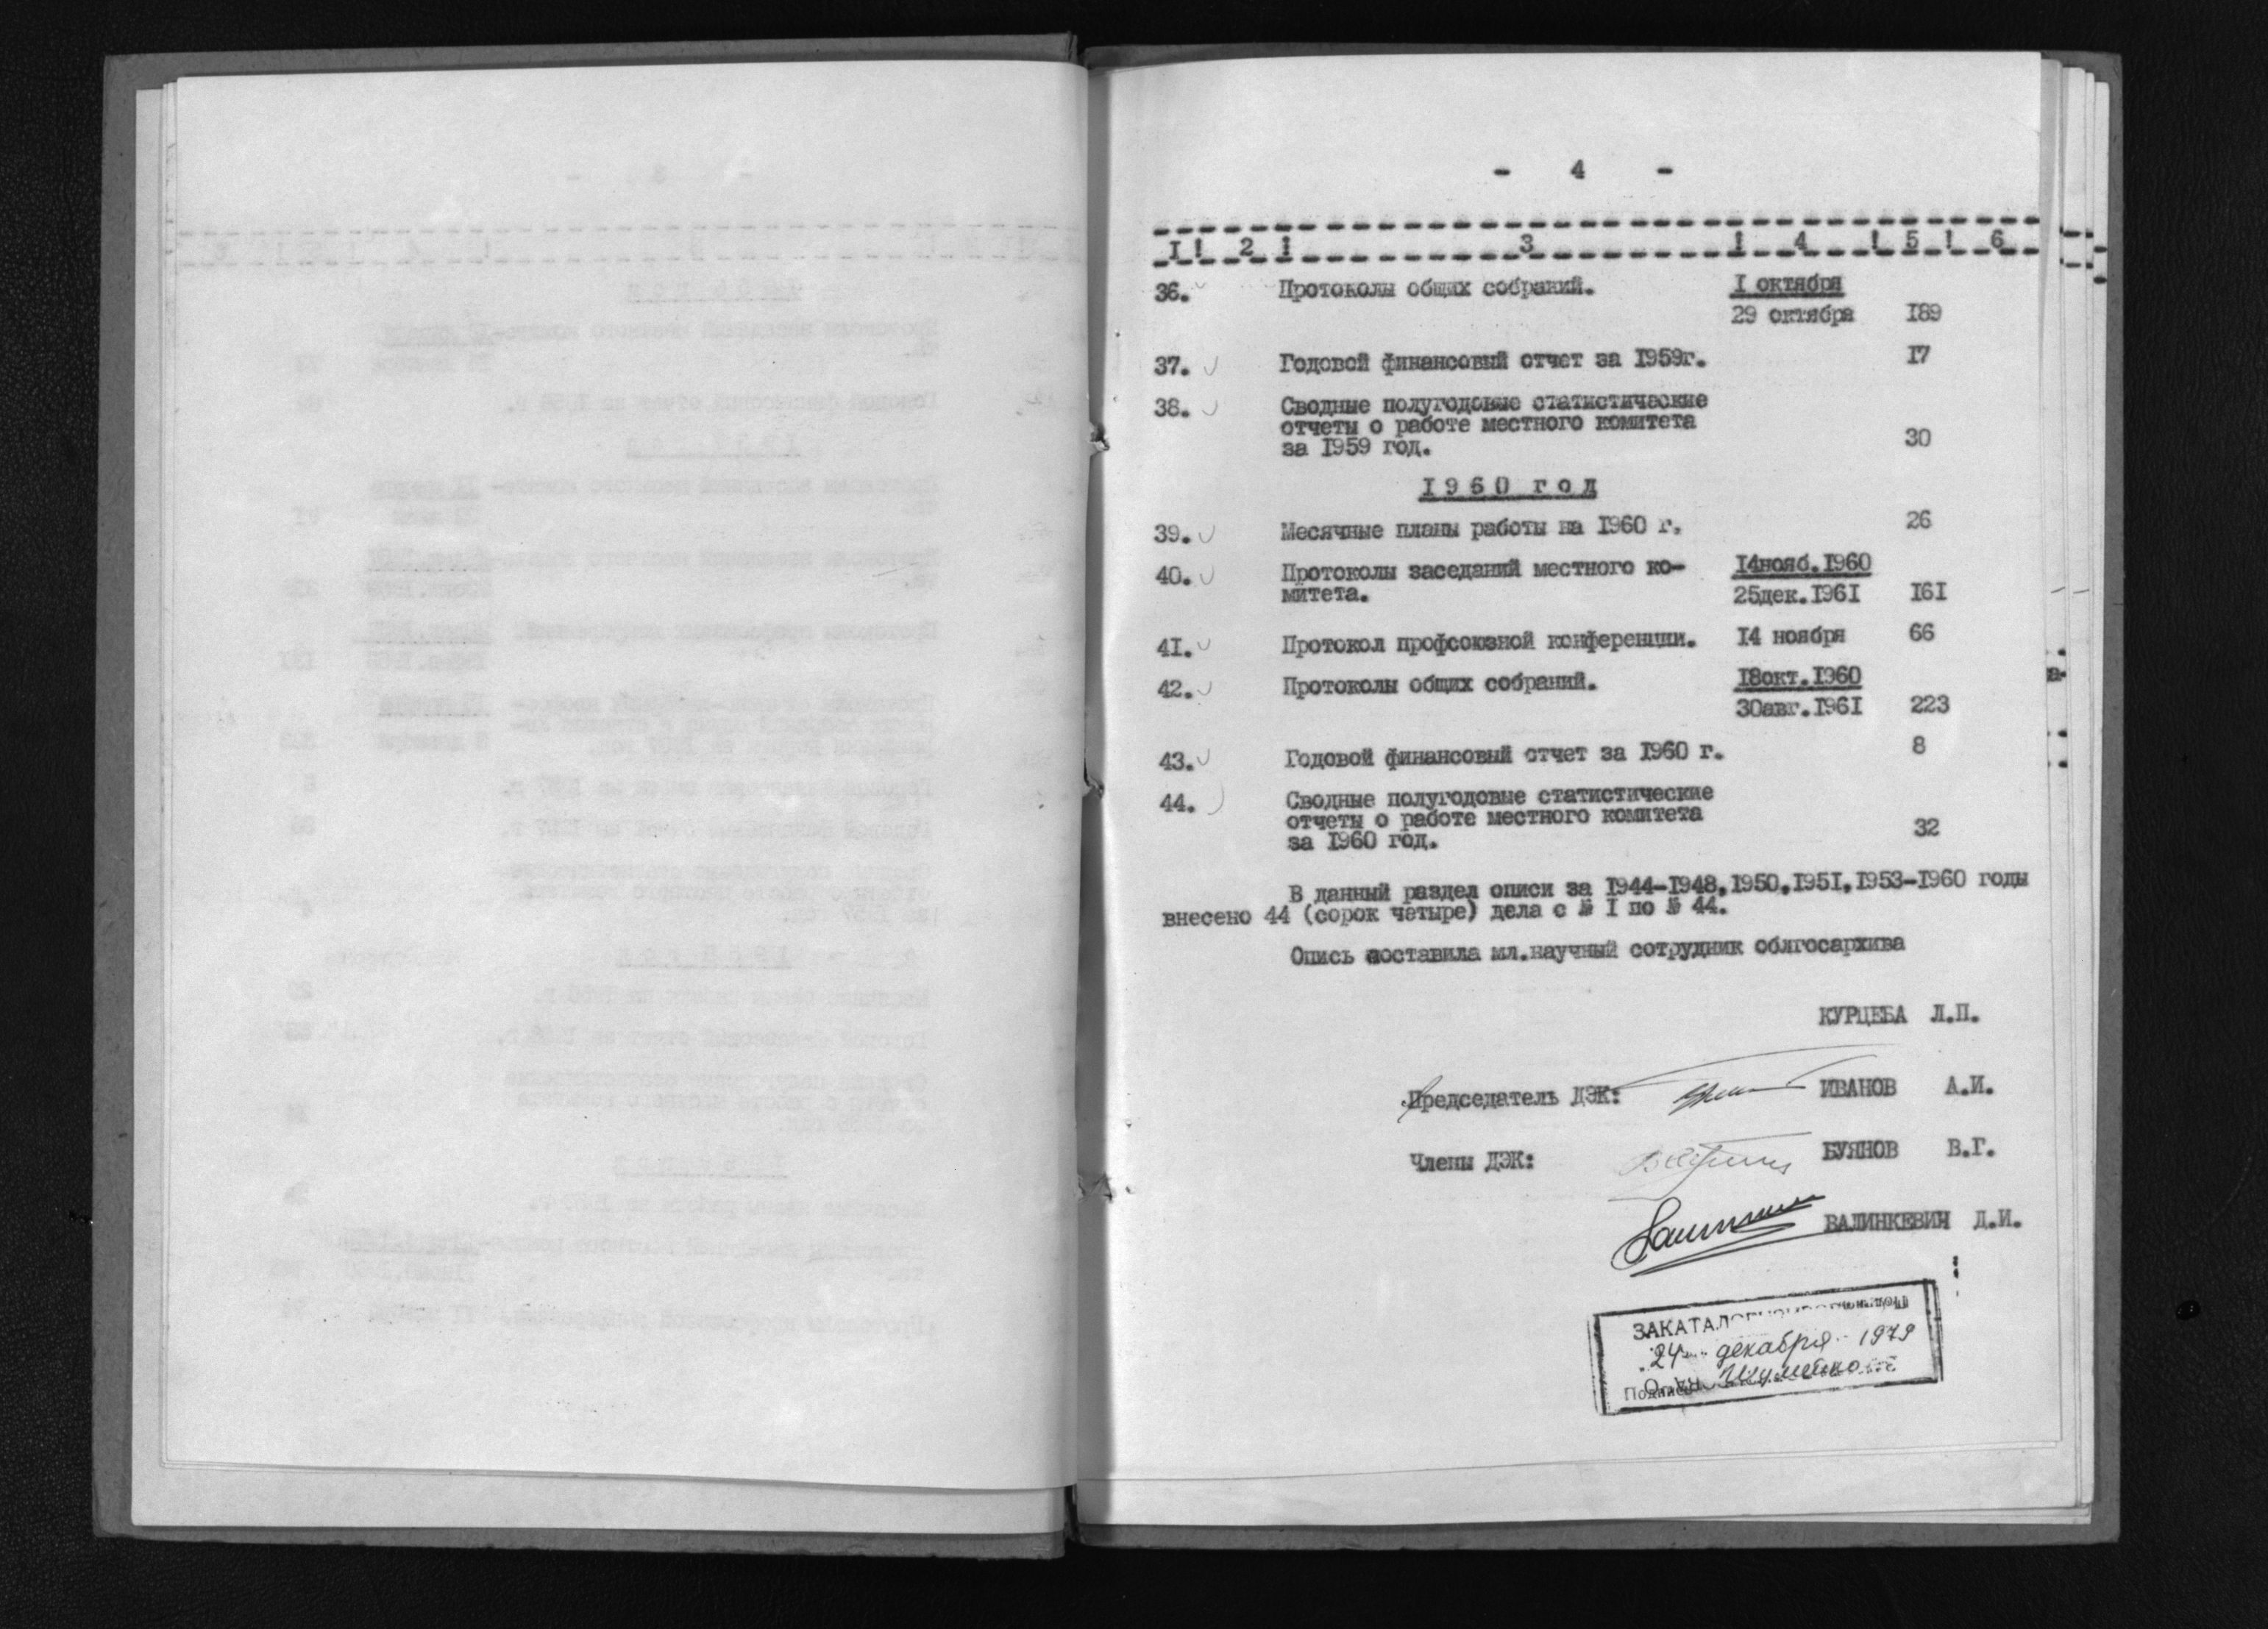 - 4 -
I ! 2 ! 3 ! 4 ! 5 ! 6
36. Протоколы общих собраний. I октября
29 октября 189
37. Годовой финансовый отчет за 1959г. 17
38. Сводные полугодовые статистические
отчеты о работе местного комитета
за 1959 год. 30
1960 год
39. Месячные планы работы на 1960 г. 26
40. Протоколы заседаний местного ко- 14нояб.1960
митета. 25дек.1961 161
41. Протокол профсоюзной конференции. 14 ноября 66
42. Протоколы общих собраний. 18окт.1960
30авг.1961 223
43. Годовой финансовый отчет за 1960 г. 8
44. Сводные полугодовые статистические
отчеты о работе местного комитета
за 1960 год. 32
В данный раздел описи за 1944-1948,1950,1951,1953-1960 годы
внесено 44 (сорок четыре) дела с № I по № 44.
Опись составила мл.научный сотрудник облгосархива
КУРЦЕБА Л.П.
Председатель ДЭК: ИВАНОВ А.И.
Члены ДЭК: БУЯНОВ В.Г.
ВАЛИНКЕВИЧ Д.И.
24 декабря 1979